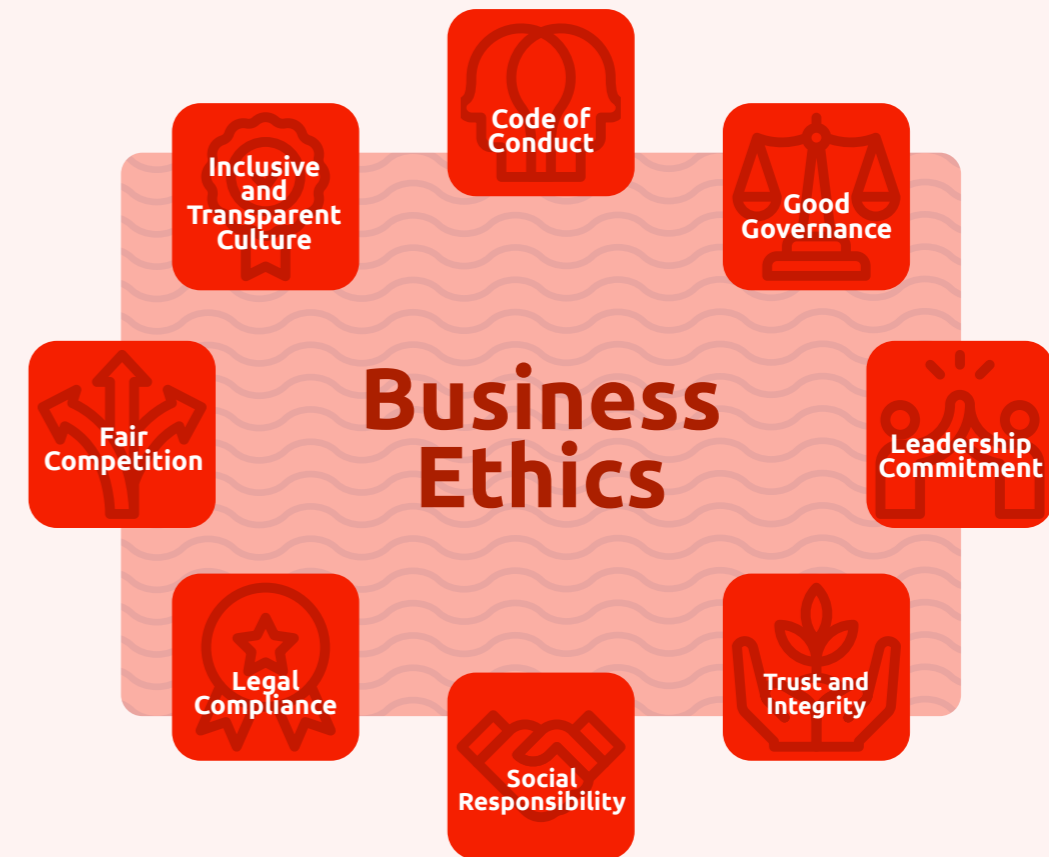 Code of
Conduct
Inclusive
and
Transparent
Culture
Good
Governance
Business
Ethics
Fair
Competition
Leadership
Commitment
Legal
Compliance
Trust and
Integrity
Social
Responsibility